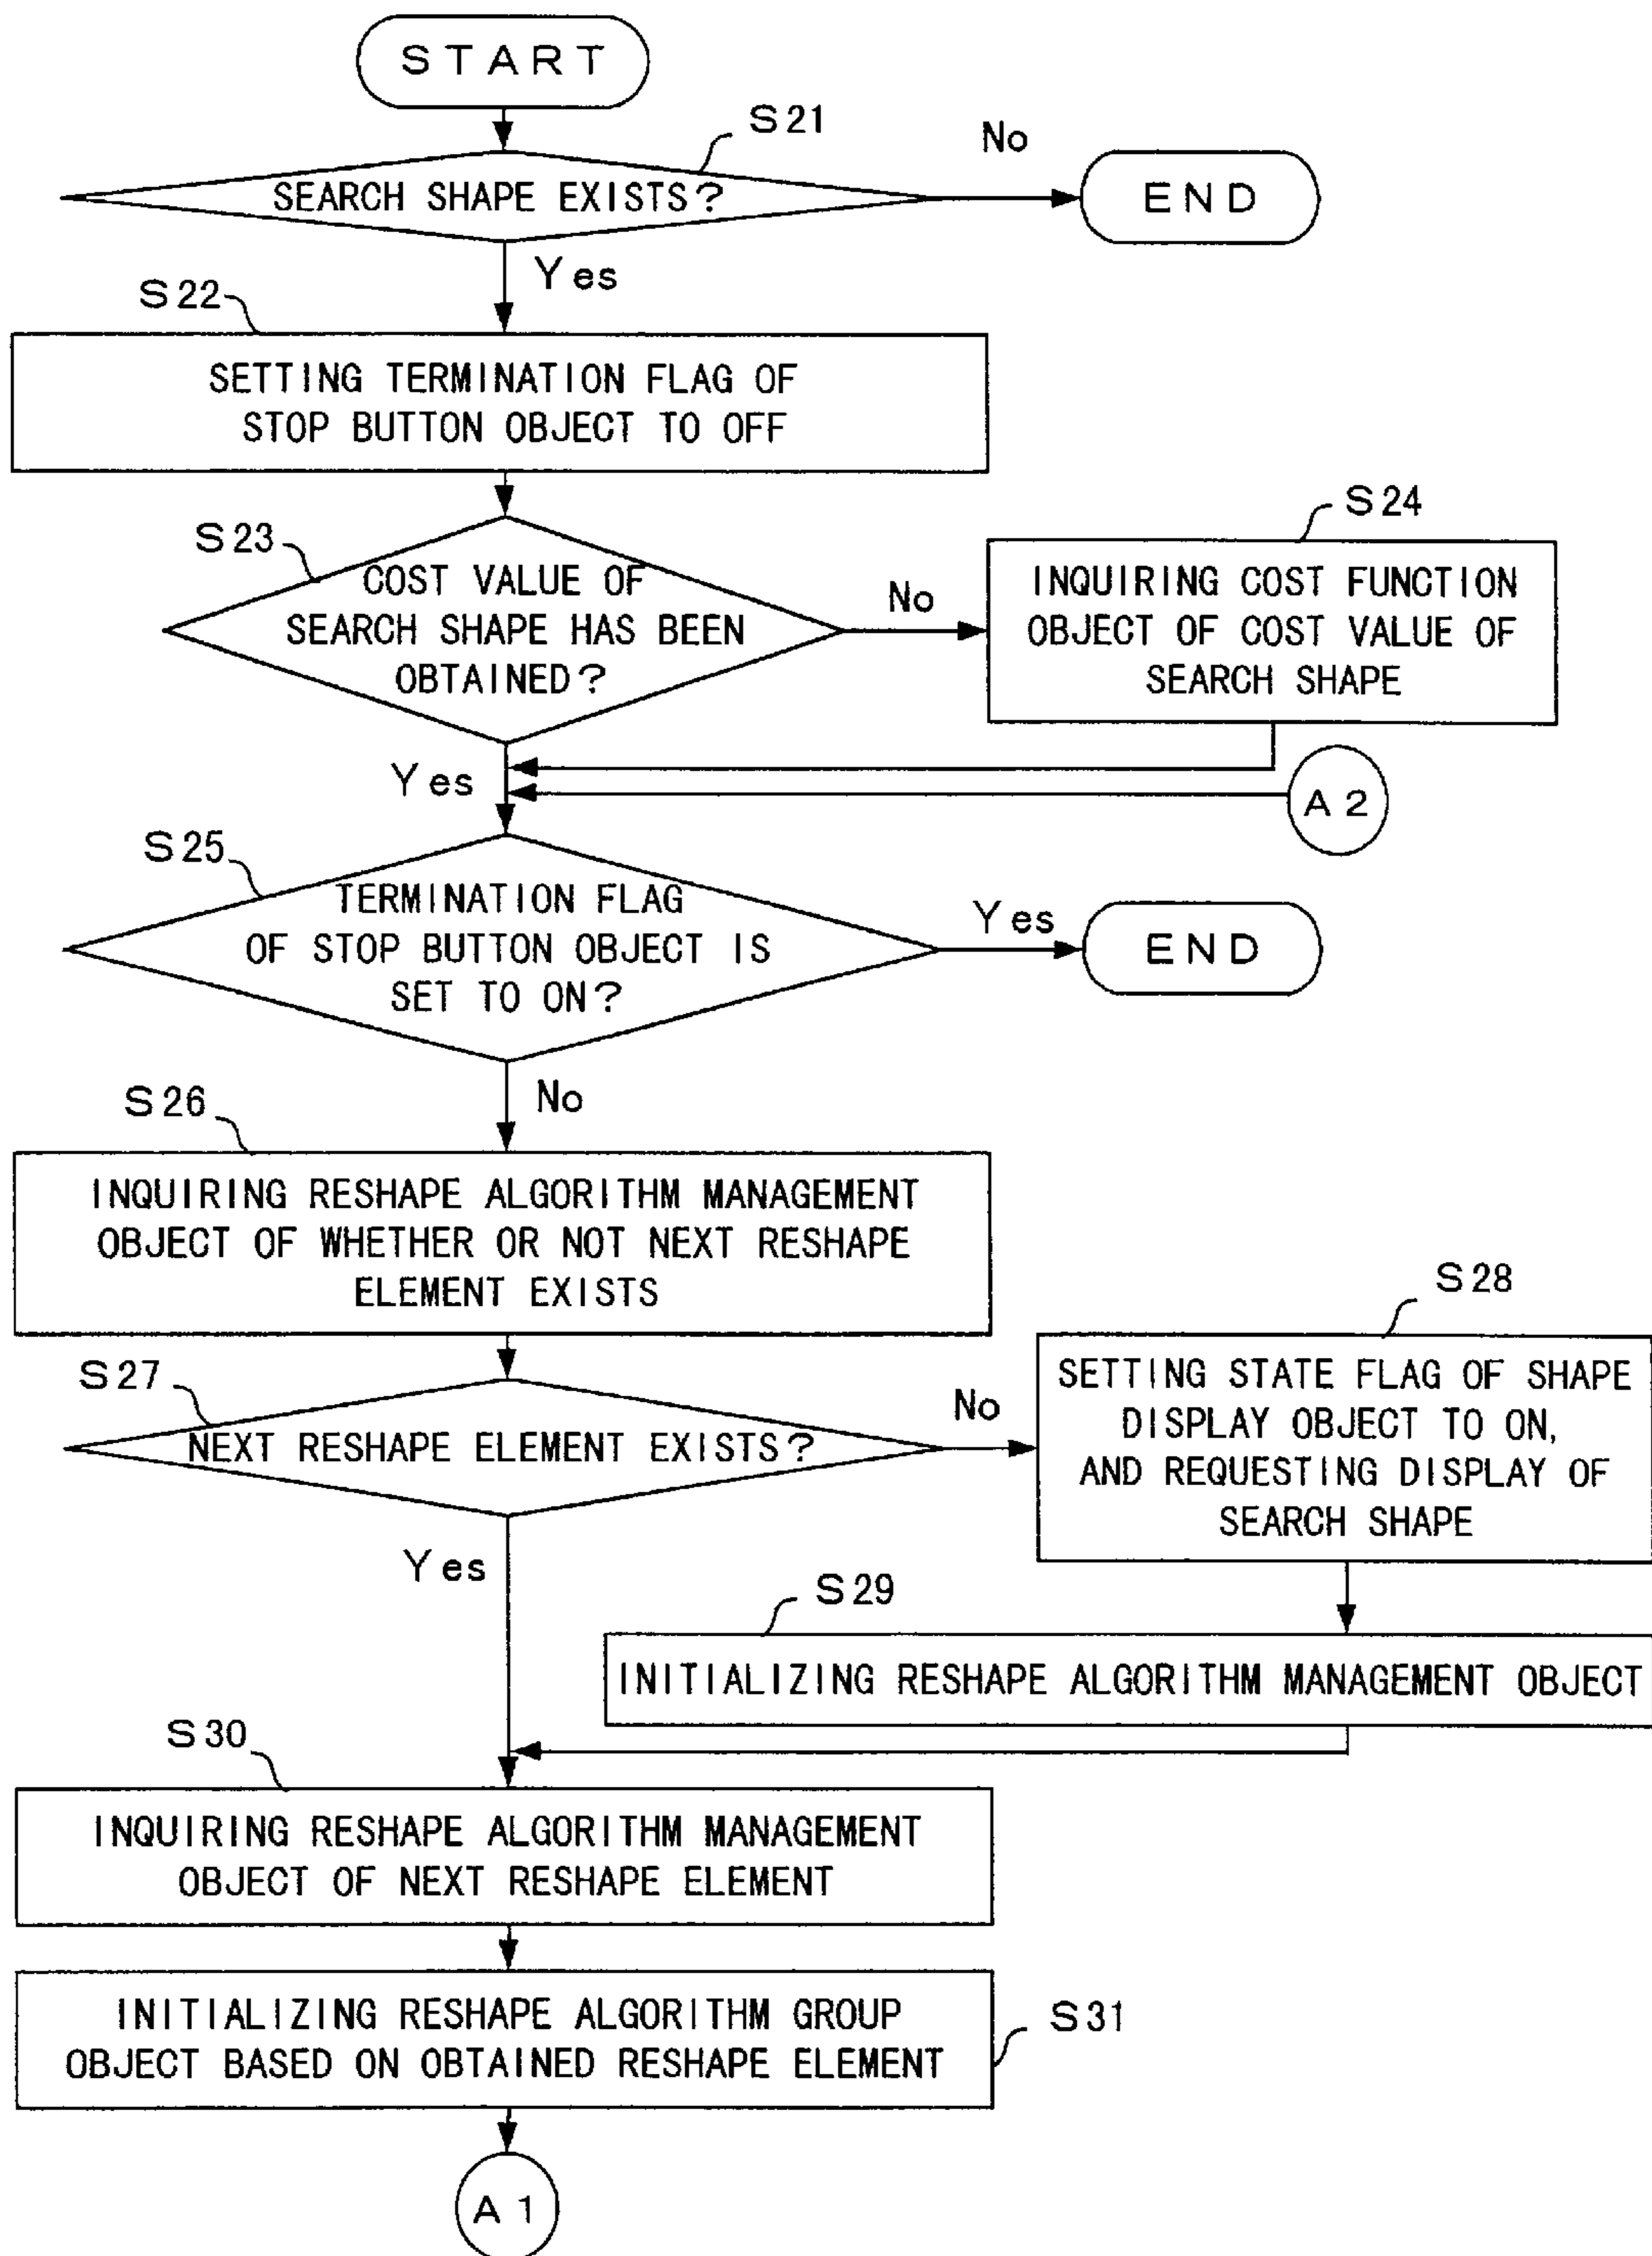 START
S21
No
SEARCH SHAPE EXISTS?
END
Yes
S22
SETTING TERMINATION FLAG OF
STOP BUTTON OBJECT TO OFF
S23
S24
COST VALUE OF
SEARCH SHAPE HAS BEEN
OBTAINED?
No
INQUIRING COST FUNCTION
OBJECT OF COST VALUE OF
SEARCH SHAPE
Yes
A2
S25
TERMINATION FLAG
OF STOP BUTTON OBJECT IS
SET TO ON?
Yes
END
No
S26
INQUIRING RESHAPE ALGORITHM MANAGEMENT
OBJECT OF WHETHER OR NOT NEXT RESHAPE
ELEMENT EXISTS
S28
S27
NEXT RESHAPE ELEMENT EXISTS?
No
SETTING STATE FLAG OF SHAPE
DISPLAY OBJECT TO ON,
AND REQUESTING DISPLAY OF
SEARCH SHAPE
Yes
S29
INITIALIZING RESHAPE ALGORITHM MANAGEMENT OBJECT
S30
INQUIRING RESHAPE ALGORITHM MANAGEMENT
OBJECT OF NEXT RESHAPE ELEMENT
INITIALIZING RESHAPE ALGORITHM GROUP
OBJECT BASED ON OBTAINED RESHAPE ELEMENT
S31
A1